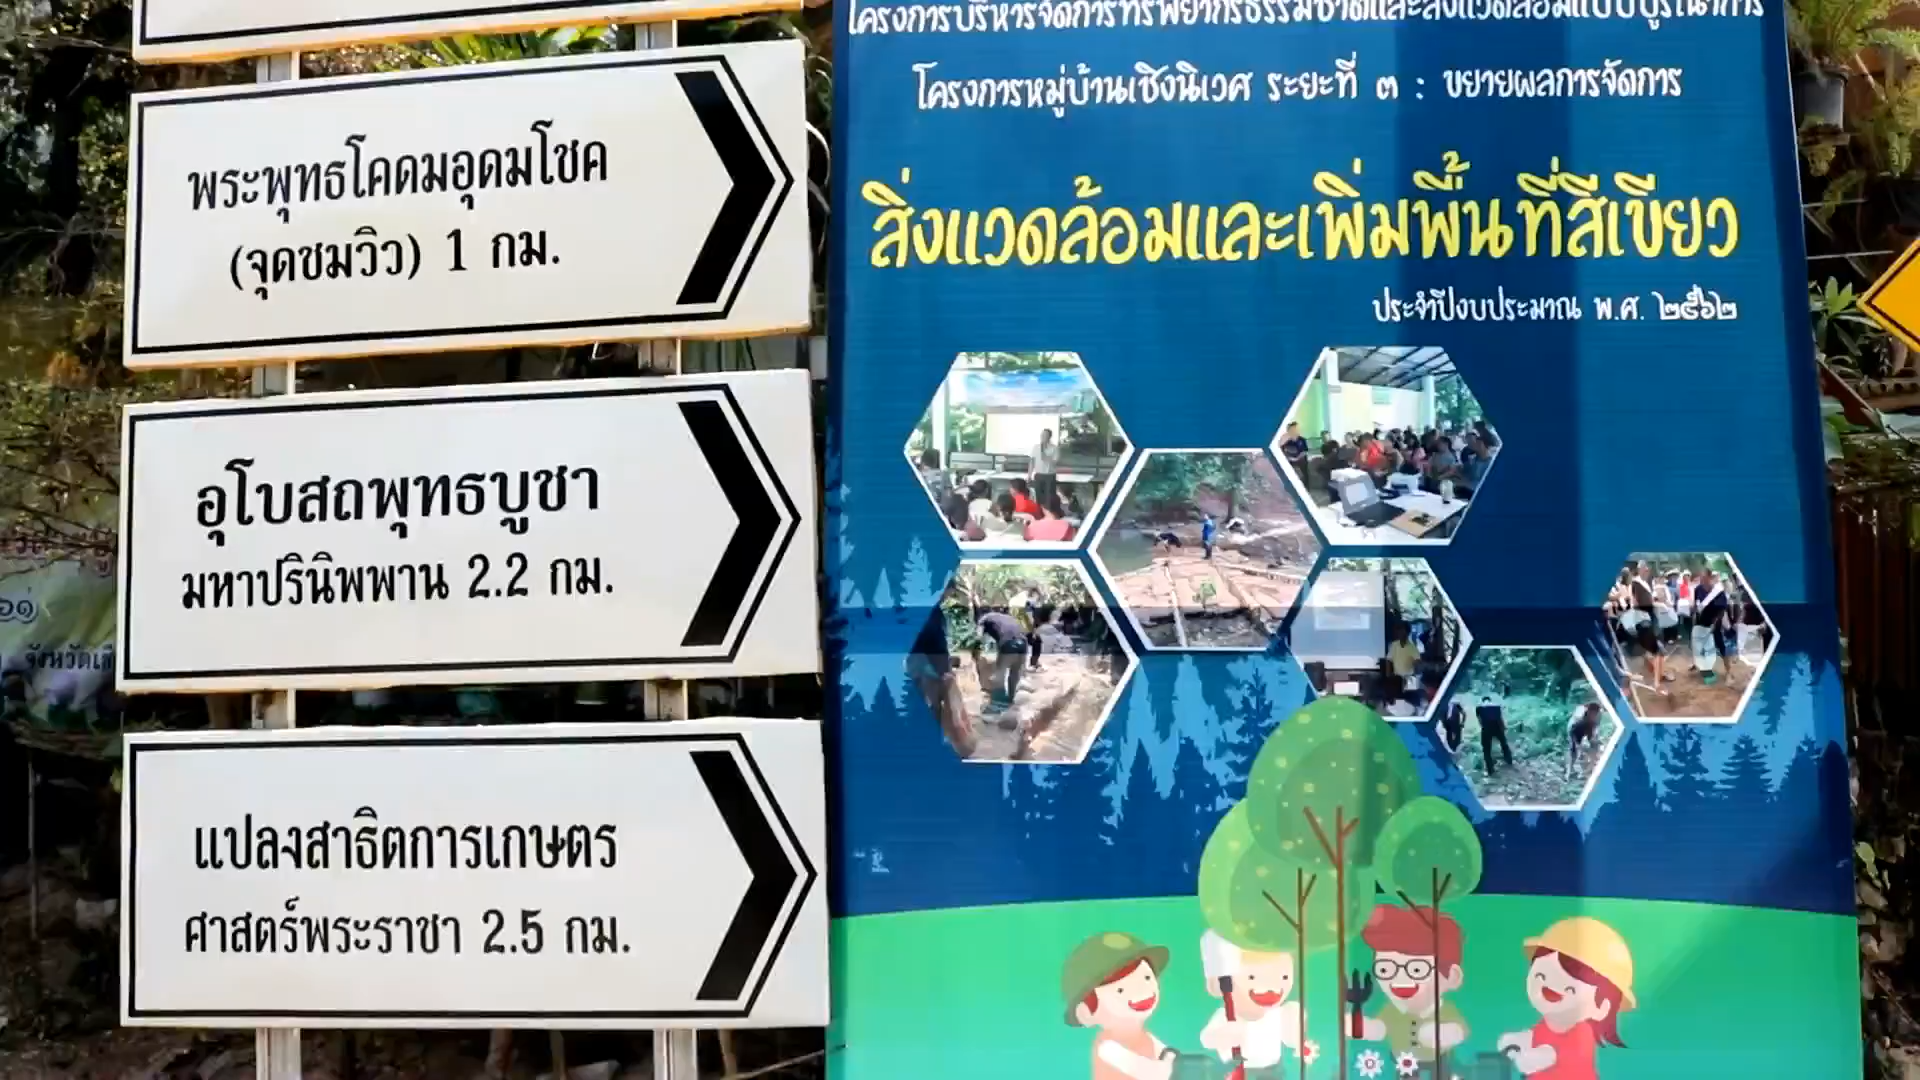 พระพุทธโคดมอุดมโชค
(จุดชมวิว) 1 กม.
อุโบสถพุทธบูชา
มหาปรินิพพาน 2.2 กม.
แปลงสาธิตการเกษตร
ศาสตร์พระราชา 2.5 กม.
โครงการบริหารจัดการทรัพยากรธรรมชาติและสิ่งแวดล้อมแบบบูรณาการ
โครงการหมู่บ้านเชิงนิเวศ ระยะที่ ๓ : ขยายผลการจัดการ
สิ่งแวดล้อมและเพิ่มพื้นที่สีเขียว
ประจำปีงบประมาณ พ.ศ. ๒๕๖๒